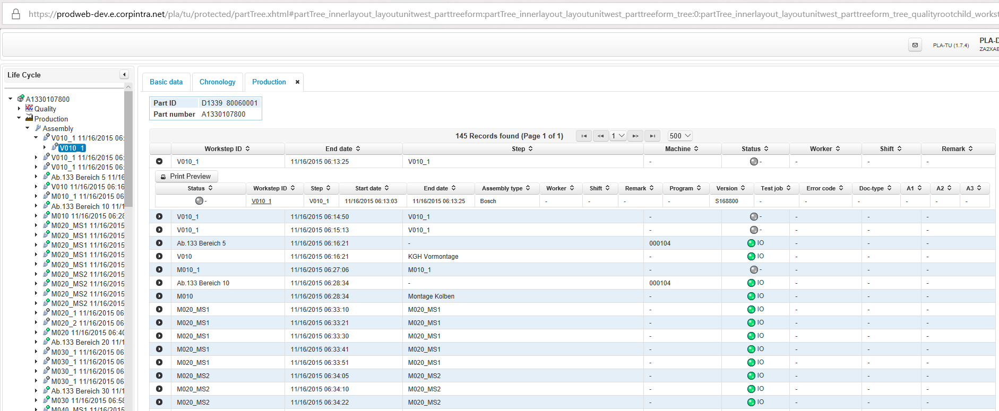 https://prodweb-dev.e.corpintra.net/pla/tu/protected/partTree.xhtml#partTree_innerlayout_layoutunitwest_parttreeform:partTree_innerlayout_layoutunitwest_parttreeform_tree:0:partTree_innerlayout_layoutunitwest_parttreeform_tree_qualityrootchild_workst
PLA-TU (1.7.4)
PLA-D
ZA2XAE
Life Cycle
A1330107800
Quality
Production
Assembly
V010_1 11/16/2015 06:
V010_1
V010_1 11/16/2015 06:
V010_1 11/16/2015 06:
Ab.133 Bereich 5 11/16
V010 11/16/2015 06:16
M010_1 11/16/2015 06:
Ab.133 Bereich 10 11/1
M010 11/16/2015 06:28
M020_MS1 11/16/2015
M020_MS1 11/16/2015
M020_MS1 11/16/2015
M020_MS1 11/16/2015
M020_MS1 11/16/2015
M020_MS2 11/16/2015
M020_MS2 11/16/2015
M020_MS2 11/16/2015
M020_MS2 11/16/2015
M020_1 11/16/2015 06
M020_2 11/16/2015 06
M020 11/16/2015 06:40
Ab.133 Bereich 20 11/1
M030_1 11/16/2015 06
M030_1 11/16/2015 06
M030_1 11/16/2015 06
M030_1 11/16/2015 06
Ab.133 Bereich 30 11/1
M030 11/16/2015 06:58
M040_MS1 11/16/2015
Basic data Chronology Production
Part ID D1339 80060001
Part number A1330107800
145 Records found (Page 1 of 1) 1 500
Workstep ID End date Step Machine Status Worker Shift Remark
V010_1 11/16/2015 06:13:25 V010_1 - - - - -
Print Preview
Status Workstep ID Step Start date End date Assembly type Worker Shift Remark Program Version Test job Error code Doc-type A1 A2 A3
- V010_1 V010_1 11/16/2015 06:13:03 11/16/2015 06:13:25 Bosch - - - - S168800 - - - - - -
V010_1 11/16/2015 06:14:50 V010_1 - - - - -
V010_1 11/16/2015 06:15:13 V010_1 - - - - -
Ab.133 Bereich 5 11/16/2015 06:16:21 - 000104 IO - - -
V010 11/16/2015 06:16:21 KGH Vormontage - IO - - -
M010_1 11/16/2015 06:27:06 M010_1 - - - - -
Ab.133 Bereich 10 11/16/2015 06:28:34 - 000104 IO - - -
M010 11/16/2015 06:28:34 Montage Kolben - IO - - -
M020_MS1 11/16/2015 06:33:10 M020_MS1 - IO - - -
M020_MS1 11/16/2015 06:33:21 M020_MS1 - IO - - -
M020_MS1 11/16/2015 06:33:30 M020_MS1 - IO - - -
M020_MS1 11/16/2015 06:33:41 M020_MS1 - IO - - -
M020_MS1 11/16/2015 06:33:51 M020_MS1 - IO - - -
M020_MS2 11/16/2015 06:34:05 M020_MS2 - IO - - -
M020_MS2 11/16/2015 06:34:10 M020_MS2 - IO - - -
M020_MS2 11/16/2015 06:34:22 M020_MS2 - IO - - -